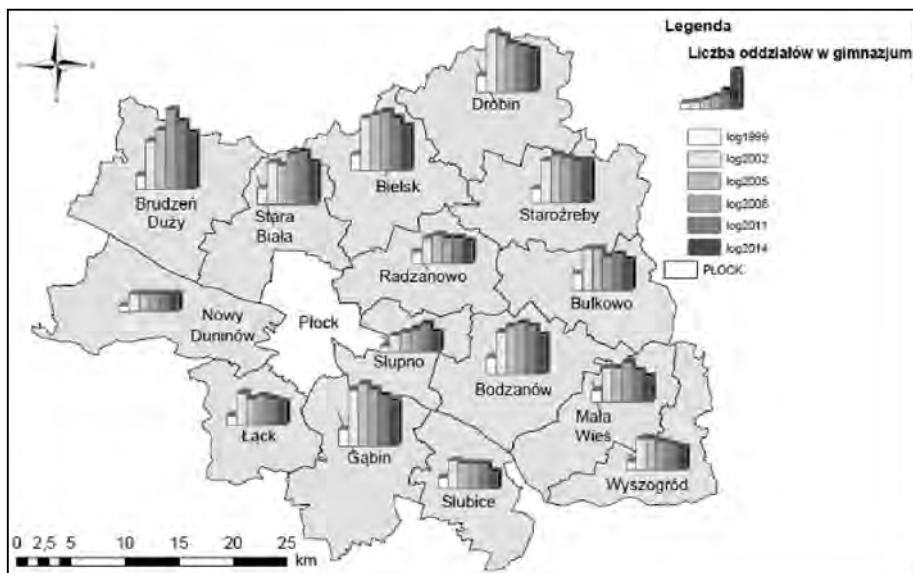 Legenda
Liczba oddziałów w gimnazjum
log1999
log2002
log2005
log2008
log2011
log2014
PŁOCK
Drobin
Bielsk
Brudzeń
Duży
Stara
Biała
Staroźreby
Radzanowo
Bulkowo
Nowy
Duninów
Płock
Słupno
Bodzanów
Mała
Wieś
Łąck
Gąbin
Słubice
Wyszogród
0 2,5 5 10 15 20 25
km